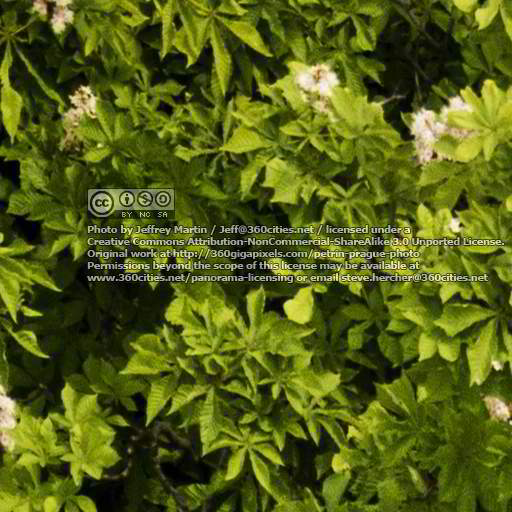 cc BY NC SA
Photo by Jeffrey Martin / Jeff@360cities.net / licensed under a
Creative Commons Attribution-NonCommercial-ShareAlike 3.0 Unported License.
Original work at http://360gigapixels.com/petrin-prague-photo
Permissions beyond the scope of this license may be available at
www.360cities.net/panorama-licensing or email steve.hercher@360cities.net